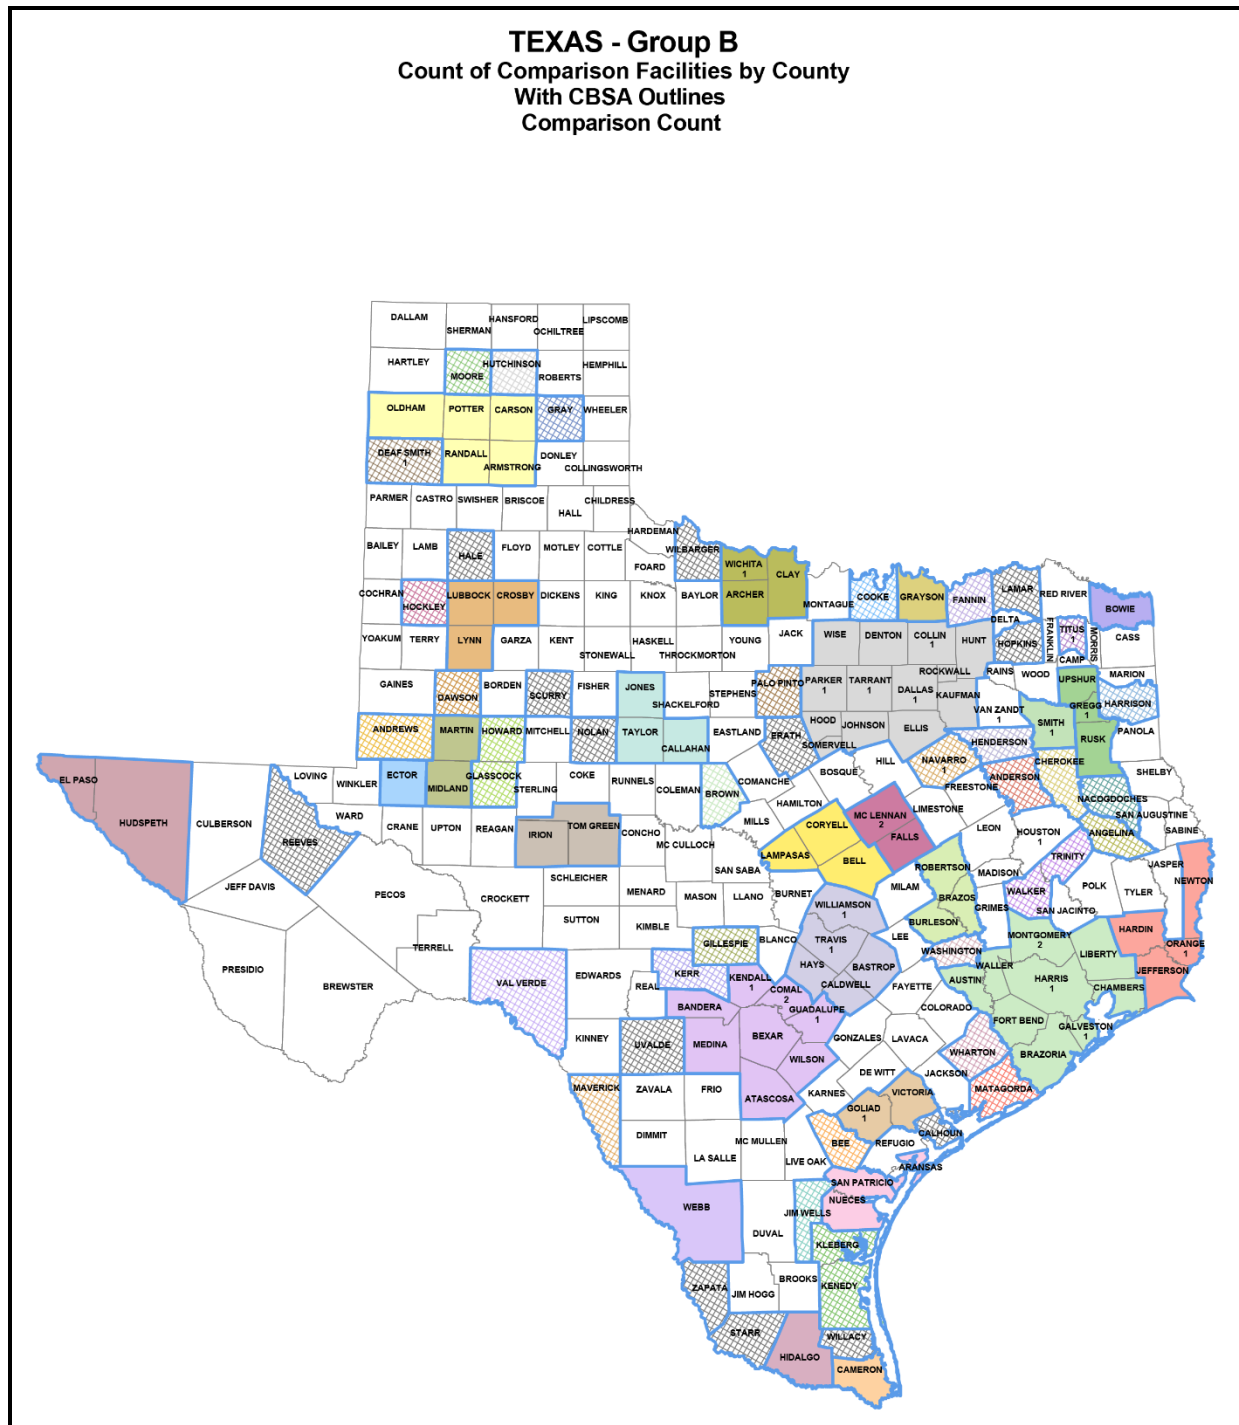 TEXAS - Group B
Count of Comparison Facilities by County
With CBSA Outlines
Comparison Count
DALLAM
SHERMAN
HANSFORD
OCHILTREE
LIPSCOMB
HARTLEY
MOORE
HUTCHINSON
ROBERTS
HEMPHILL
OLDHAM
POTTER
CARSON
GRAY
WHEELER
DEAF SMITH
1
RANDALL
ARMSTRONG
DONLEY
COLLINGSWORTH
PARMER
CASTRO
SWISHER
BRISCOE
HALL
CHILDRESS
BAILEY
LAMB
HALE
FLOYD
MOTLEY
COTTLE
HARDEMAN
FOARD
WILBARGER
WICHITA
1
CLAY
COCHRAN
HOCKLEY
LUBBOCK
CROSBY
DICKENS
KING
KNOX
BAYLOR
ARCHER
MONTAGUE
COOKE
GRAYSON
FANNIN
LAMAR
RED RIVER
BOWIE
YOAKUM
TERRY
LYNN
GARZA
KENT
STONEWALL
HASKELL
THROCKMORTON
YOUNG
JACK
WISE
DENTON
COLLIN
1
HUNT
DELTA
HOPKINS
FRANKLIN
TITUS
1
MORRIS
CASS
CAMP
GAINES
DAWSON
BORDEN
SCURRY
FISHER
JONES
SHACKELFORD
STEPHENS
PALO PINTO
PARKER
1
TARRANT
1
DALLAS
1
ROCKWALL
KAUFMAN
RAINS
WOOD
UPSHUR
MARION
VAN ZANDT
1
GREGG
1
HARRISON
ANDREWS
MARTIN
HOWARD
MITCHELL
NOLAN
TAYLOR
CALLAHAN
EASTLAND
ERATH
HOOD
SOMERVELL
JOHNSON
ELLIS
HENDERSON
SMITH
1
RUSK
PANOLA
EL PASO
HUDSPETH
CULBERSON
LOVING
WINKLER
ECTOR
MIDLAND
GLASSCOCK
STERLING
COKE
RUNNELS
COLEMAN
BROWN
COMANCHE
BOSQUE
HILL
NAVARRO
1
FREESTONE
ANDERSON
CHEROKEE
SHELBY
REEVES
WARD
CRANE
UPTON
REAGAN
IRION
TOM GREEN
CONCHO
MC CULLOCH
MILLS
HAMILTON
CORYELL
MC LENNAN
2
FALLS
LIMESTONE
LEON
HOUSTON
1
NACOGDOCHES
SAN AUGUSTINE
SABINE
ANGELINA
JEFF DAVIS
PECOS
CROCKETT
SCHLEICHER
MENARD
SAN SABA
LAMPASAS
BELL
MILAM
ROBERTSON
MADISON
TRINITY
POLK
TYLER
JASPER
NEWTON
SUTTON
KIMBLE
MASON
LLANO
BURNET
WILLIAMSON
1
BRAZOS
BURLESON
GRIMES
WALKER
SAN JACINTO
HARDIN
PRESIDIO
BREWSTER
TERRELL
VAL VERDE
EDWARDS
REAL
KERR
GILLESPIE
BLANCO
TRAVIS
1
HAYS
BASTROP
CALDWELL
LEE
WASHINGTON
MONTGOMERY
2
LIBERTY
ORANGE
1
JEFFERSON
KENDALL
1
COMAL
2
GUADALUPE
1
FAYETTE
AUSTIN
WALLER
HARRIS
1
CHAMBERS
KINNEY
UVALDE
BANDERA
MEDINA
BEXAR
WILSON
GONZALES
LAVACA
COLORADO
FORT BEND
GALVESTON
1
BRAZORIA
WHARTON
MATAGORDA
MAVERICK
ZAVALA
FRIO
ATASCOSA
KARNES
DE WITT
JACKSON
VICTORIA
GOLIAD
1
CALHOUN
DIMMIT
LA SALLE
MC MULLEN
LIVE OAK
BEE
REFUGIO
ARANSAS
SAN PATRICIO
NUECES
WEBB
DUVAL
JIM WELLS
KLEBERG
KENEDY
ZAPATA
JIM HOGG
BROOKS
STARR
HIDALGO
WILLACY
CAMERON